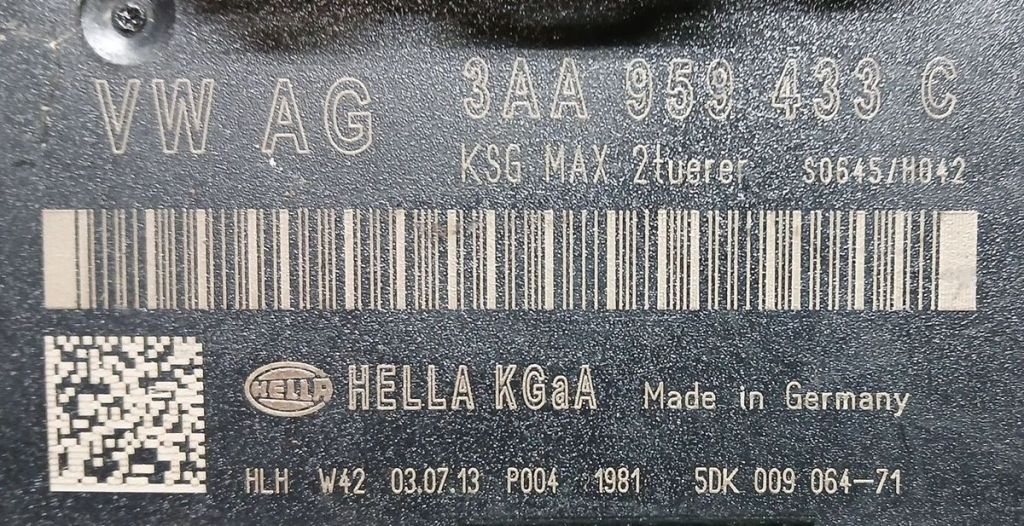 VW AG 3AA 959 433 C
KSG MAX 2tuerer S0645/H042
HELLA HELLA KGaA Made in Germany
HLH W42 03.07.13 P004 1981 5DK 009 064-71